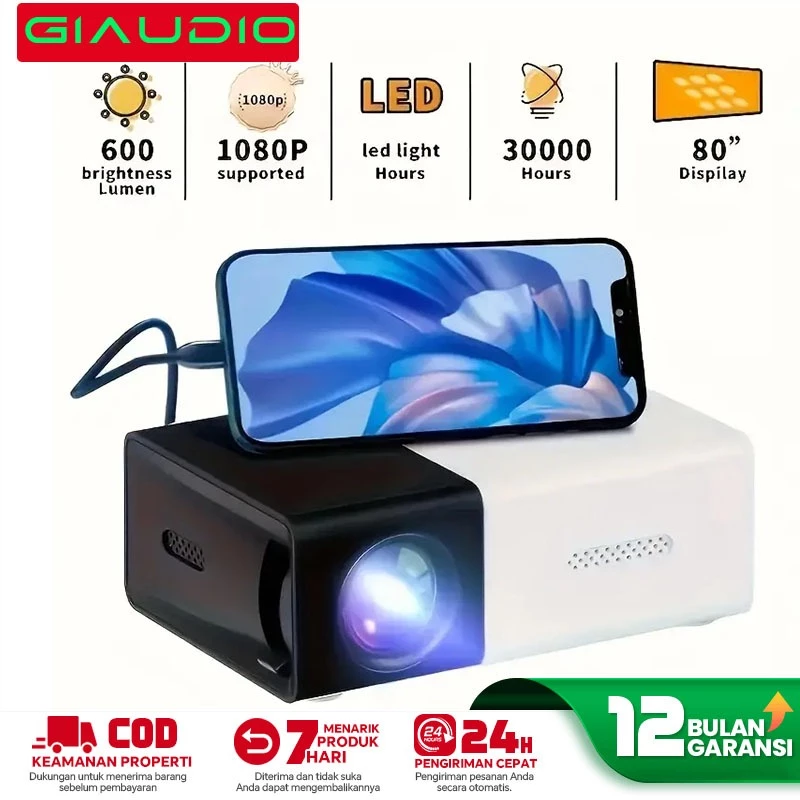 GIAUDIO
1080p
LED
600
brightness
Lumen
1080P
supported
led light
Hours
30000
Hours
80”
Dispilay
COD
KEAMANAN PROPERTI
Dukungan untuk menerima barang
sebelum pembayaran
7 MENARIK
PRODUK
HARI
Diterima dan tidak suka
Anda dapat mengembalikannya
24
HOURS
24H
PENGIRIMAN CEPAT
Pengiriman pesanan Anda
secara otomatis.
12 BULAN
GARANSI